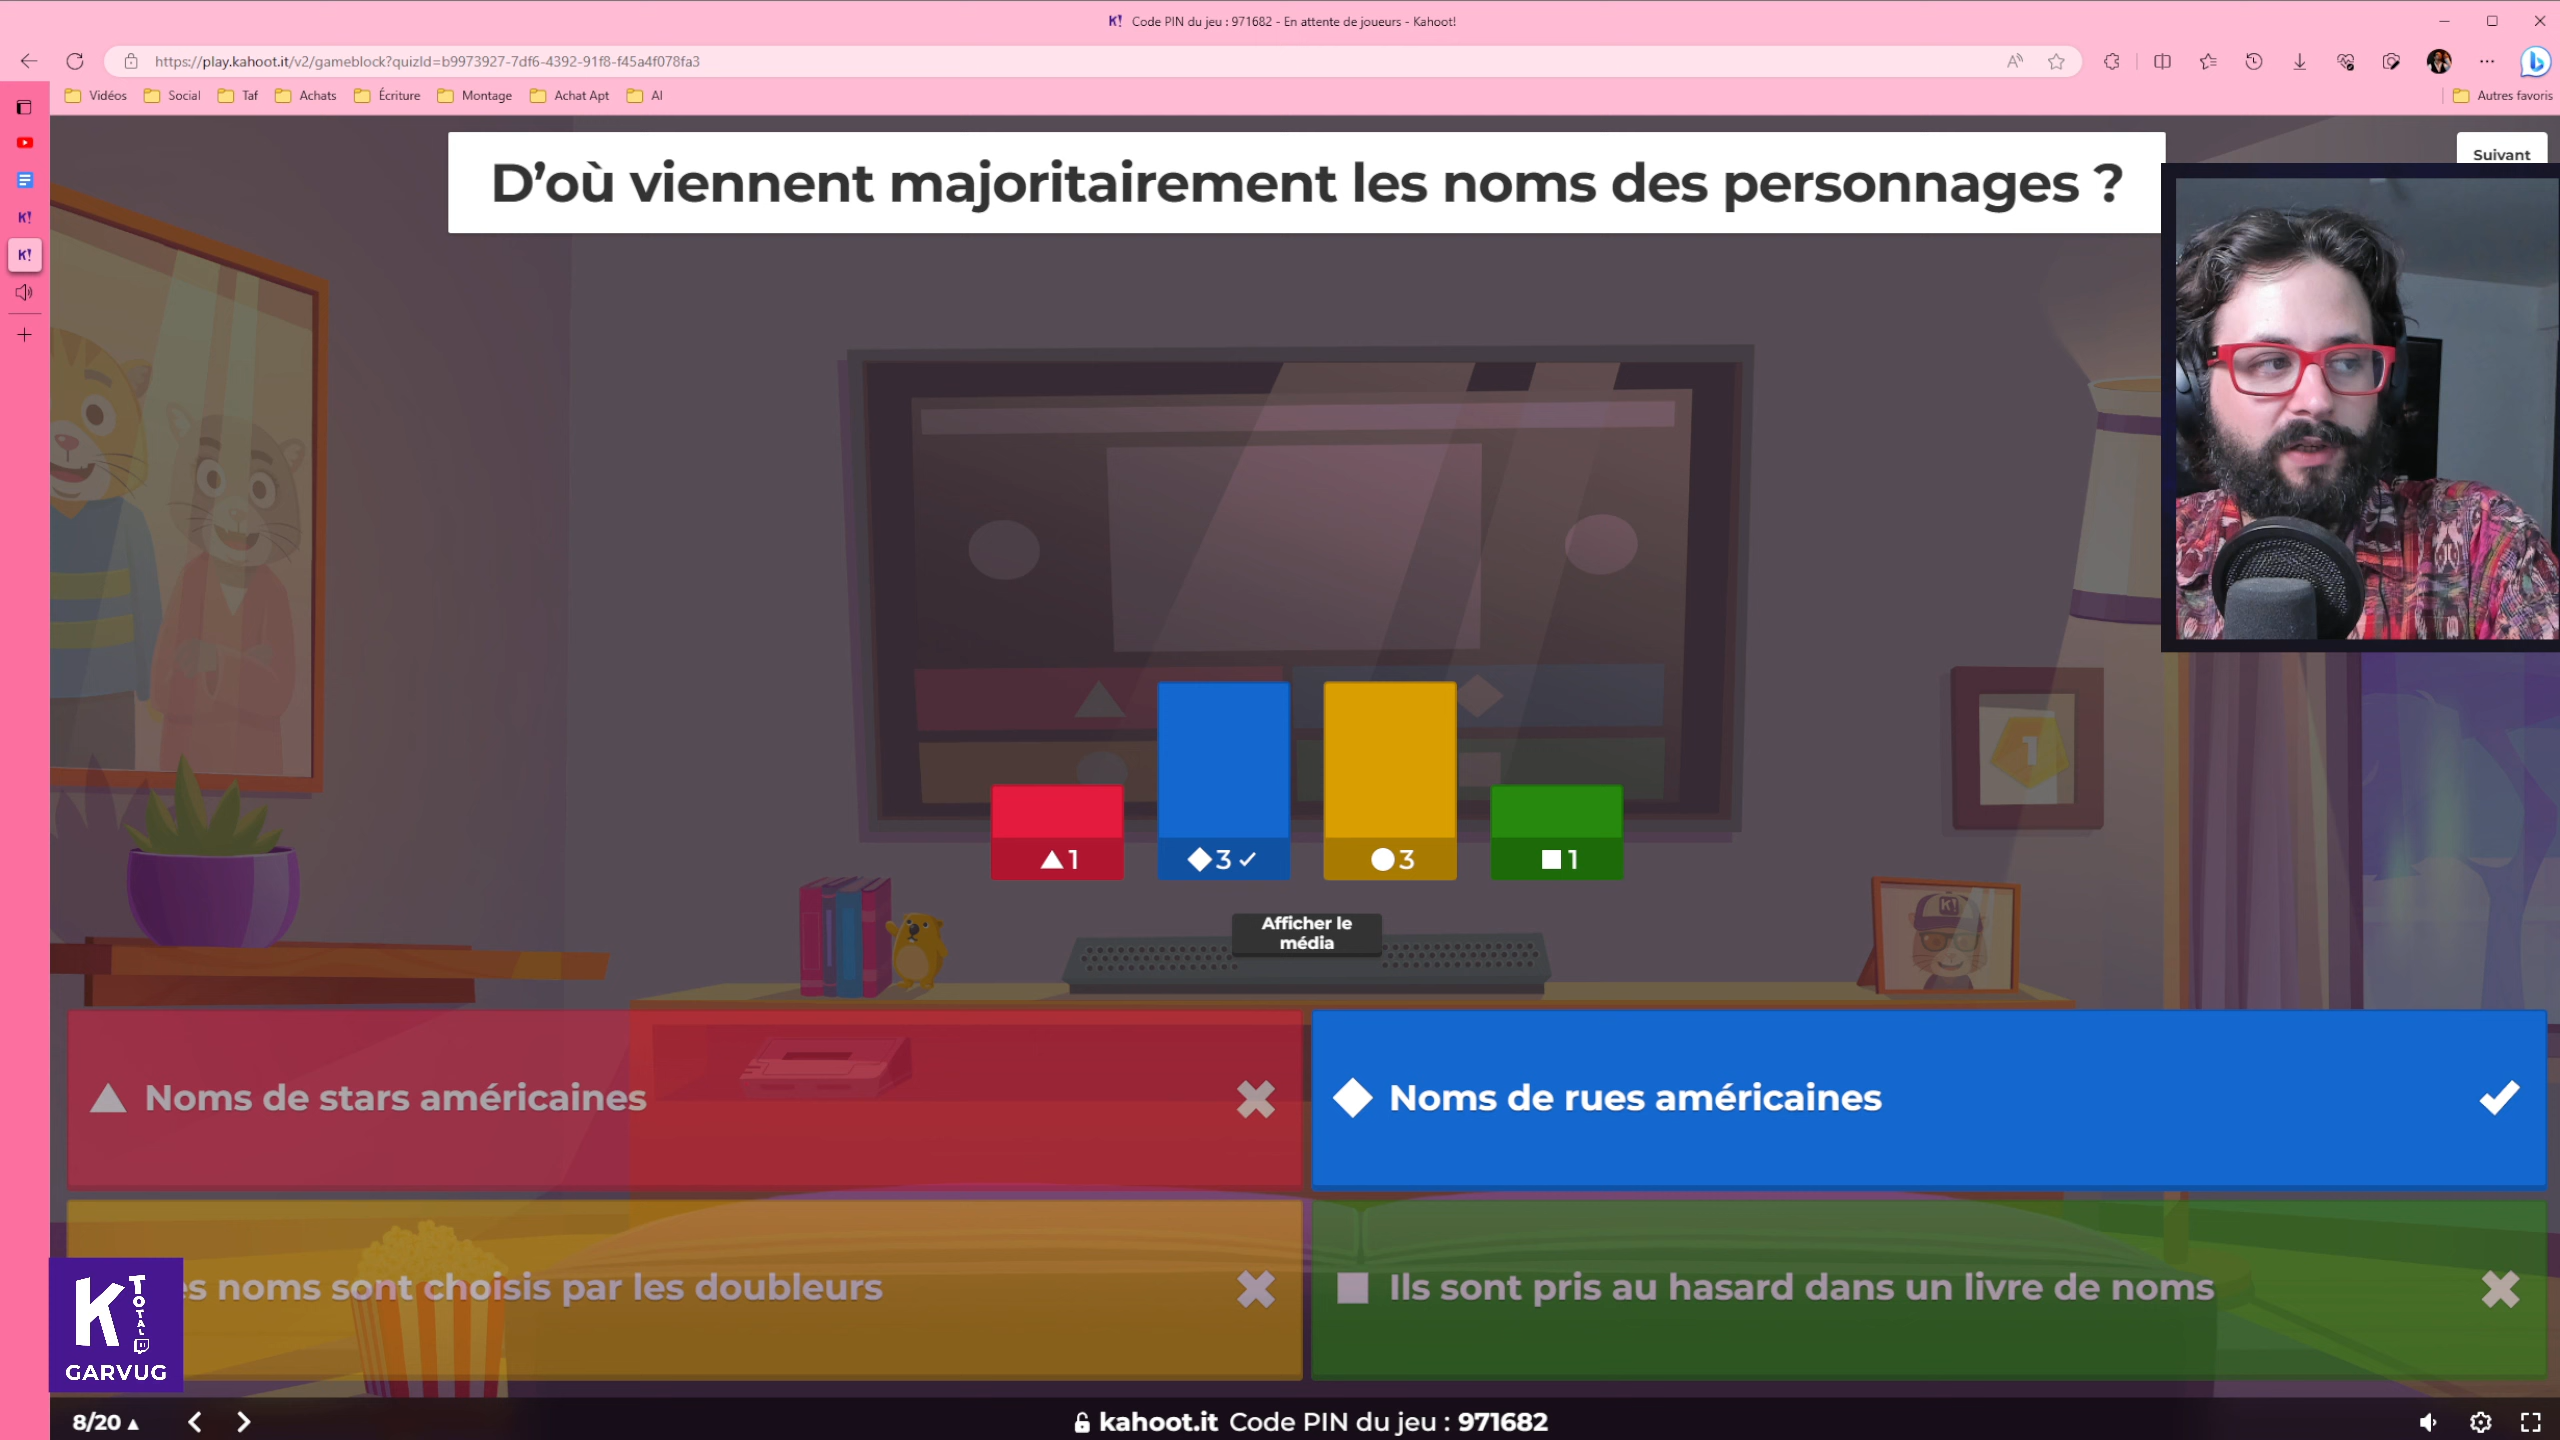 K! Code PIN du jeu : 971682 - En attente de joueurs - Kahoot!
https://play.kahoot.it/v2/gameblock?quizId=b9973927-7df6-4392-91f8-f45a4f078fa3
Vidéos Social Taf Achats Écriture Montage Achat Apt AI Autres favoris
D'où viennent majoritairement les noms des personnages ?
Suivant
K!
K!
1
1 3 3 1
K!
Afficher le
média
Noms de stars américaines
Noms de rues américaines
es noms sont choisis par les doubleurs
Ils sont pris au hasard dans un livre de noms
K TOTAL
GARVUG
8/20
kahoot.it Code PIN du jeu : 971682